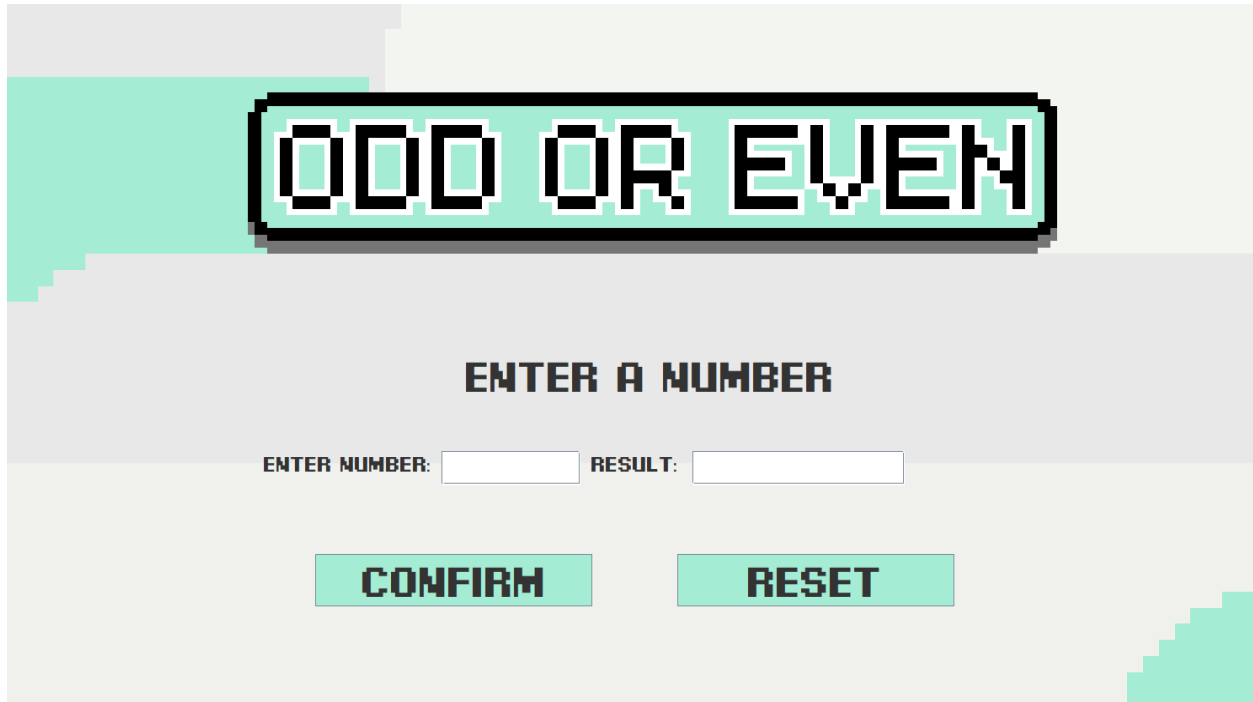 ODD OR EVEN
ENTER A NUMBER
ENTER NUMBER: RESULT:
CONFIRM RESET